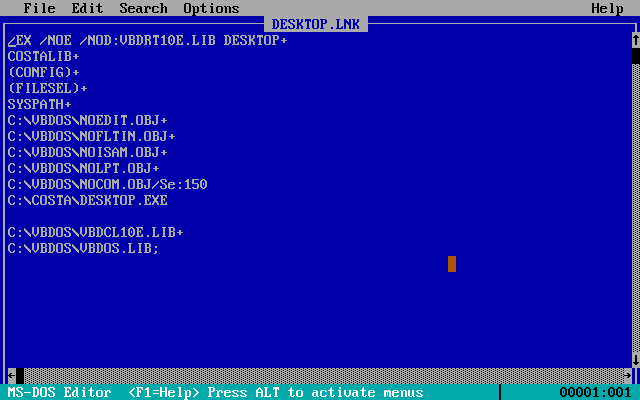 File Edit Search Options Help
DESKTOP.LNK
/EX /NOE /NOD:VBDRT10E.LIB DESKTOP+
COSTALIB+
(CONFIG)+
(FILESEL)+
SYSPATH+
C:\VBDOS\NOEDIT.OBJ+
C:\VBDOS\NOFLTIN.OBJ+
C:\VBDOS\NOISAM.OBJ+
C:\VBDOS\NOLPT.OBJ+
C:\VBDOS\NOCOM.OBJ/Se:150
C:\COSTA\DESKTOP.EXE
C:\VBDOS\VBDCL10E.LIB+
C:\VBDOS\VBDOS.LIB;
MS-DOS Editor <F1=Help> Press ALT to activate menus 00001:001